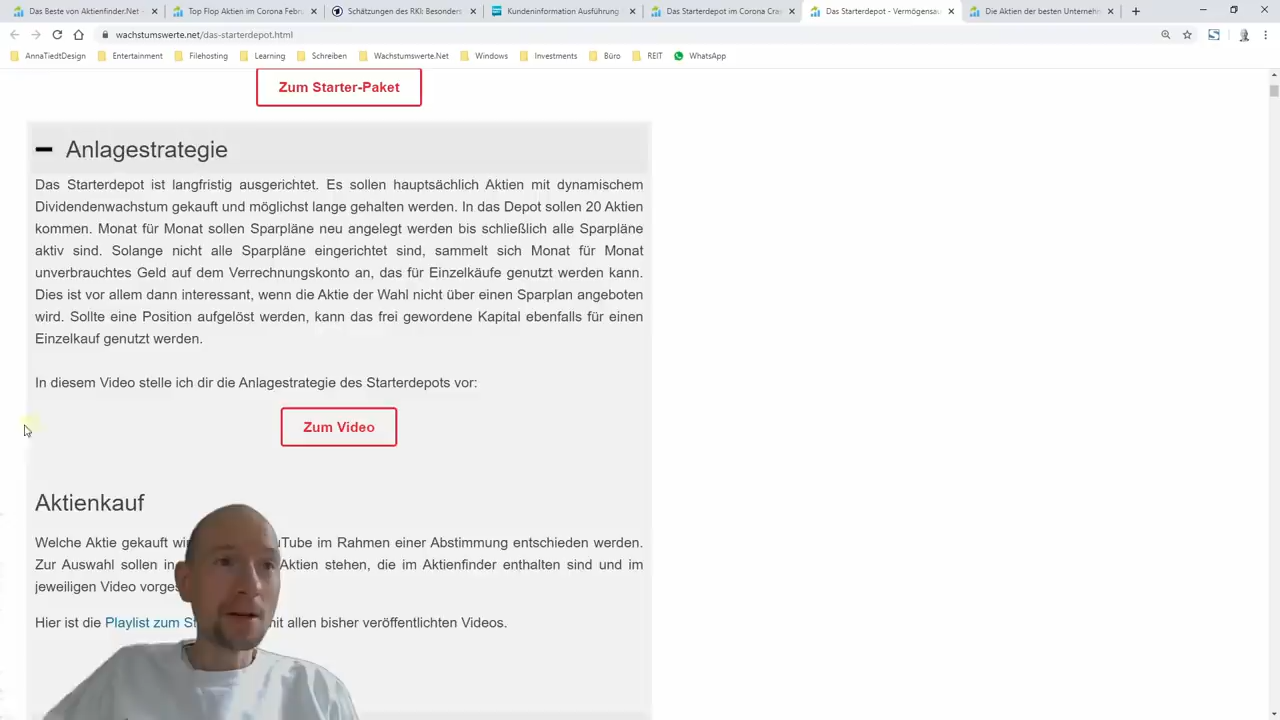 Das Beste von Aktienfinder.Net -
Top Flop Aktien im Corona Febru
Schätzungen des RKI: Besonders
Kundeninformation Ausführung
Das Starterdepot im Corona Cras
Das Starterdepot - Vermögensau
Die Aktien der besten Unternehm
wachstumswerte.net/das-starterdepot.html
AnnaTiedtDesign Entertainment Filehosting Learning Schreiben Wachstumswerte.Net Windows Investments Büro REIT WhatsApp
Zum Starter-Paket
Anlagestrategie
Das Starterdepot ist langfristig ausgerichtet. Es sollen hauptsächlich Aktien mit dynamischem
Dividendenwachstum gekauft und möglichst lange gehalten werden. In das Depot sollen 20 Aktien
kommen. Monat für Monat sollen Sparpläne neu angelegt werden bis schließlich alle Sparpläne
aktiv sind. Solange nicht alle Sparpläne eingerichtet sind, sammelt sich Monat für Monat
unverbrauchtes Geld auf dem Verrechnungskonto an, das für Einzelkäufe genutzt werden kann.
Dies ist vor allem dann interessant, wenn die Aktie der Wahl nicht über einen Sparplan angeboten
wird. Sollte eine Position aufgelöst werden, kann das frei gewordene Kapital ebenfalls für einen
Einzelkauf genutzt werden.
In diesem Video stelle ich dir die Anlagestrategie des Starterdepots vor:
Zum Video
Aktienkauf
Welche Aktie gekauft wi uTube im Rahmen einer Abstimmung entschieden werden.
Zur Auswahl sollen in Aktien stehen, die im Aktienfinder enthalten sind und im
jeweiligen Video vorges
Hier ist die Playlist zum St mit allen bisher veröffentlichten Videos.